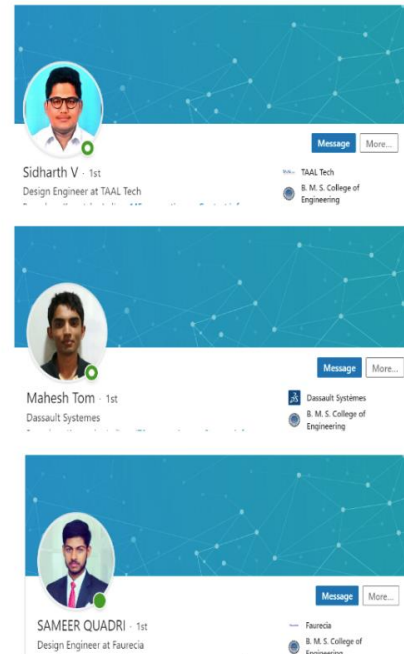 Message More...
Sidharth V · 1st
TAAL Tech
Design Engineer at TAAL Tech
B. M. S. College of
Engineering
Message More...
Mahesh Tom · 1st
Dassault Systèmes
Dassault Systemes
B. M. S. College of
Engineering
Message More...
SAMEER QUADRI · 1st
Faurecia
Design Engineer at Faurecia
B. M. S. College of
Engineering